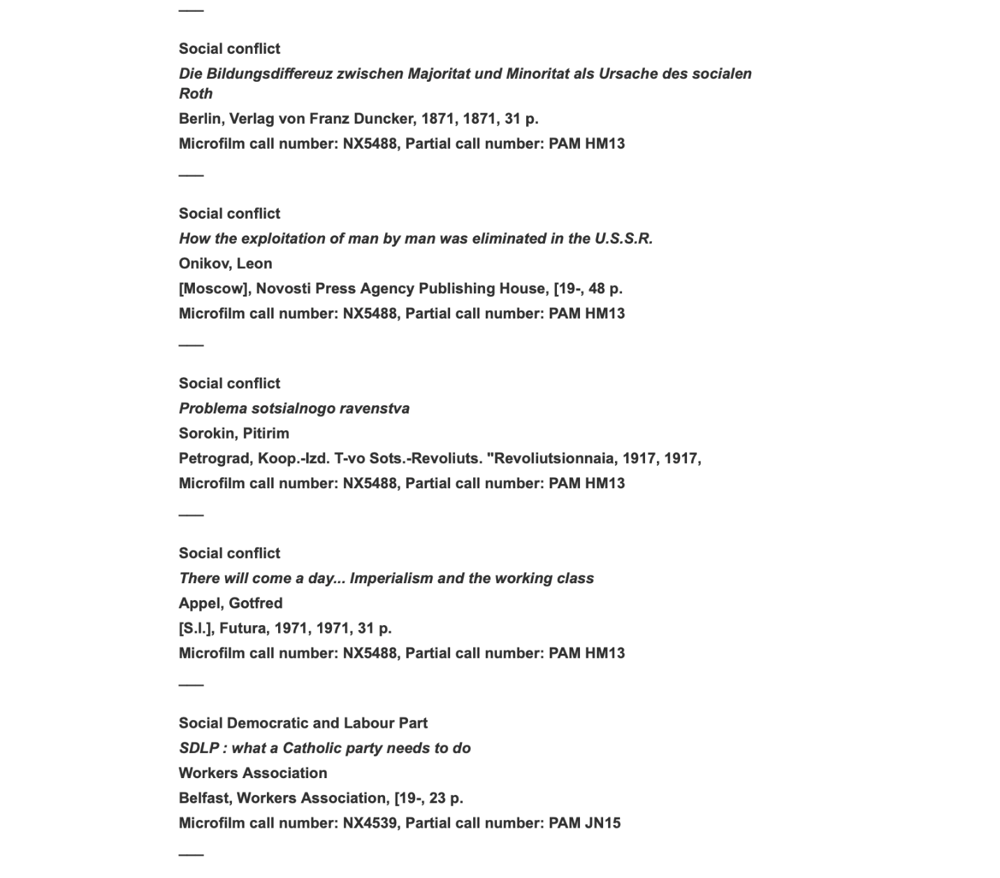 Social conflict
Die Bildungsdiffereuz zwischen Majoritat und Minoritat als Ursache des socialen
Roth
Berlin, Verlag von Franz Duncker, 1871, 1871, 31 p.
Microfilm call number: NX5488, Partial call number: PAM HM13
Social conflict
How the exploitation of man by man was eliminated in the U.S.S.R.
Onikov, Leon
[Moscow], Novosti Press Agency Publishing House, [19-, 48 p.
Microfilm call number: NX5488, Partial call number: PAM HM13
Social conflict
Problema sotsialnogo ravenstva
Sorokin, Pitirim
Petrograd, Koop.-Izd. T-vo Sots.-Revoliuts. "Revoliutsionnaia, 1917, 1917,
Microfilm call number: NX5488, Partial call number: PAM HM13
Social conflict
There will come a day... Imperialism and the working class
Appel, Gotfred
[S.l.], Futura, 1971, 1971, 31 p.
Microfilm call number: NX5488, Partial call number: PAM HM13
Social Democratic and Labour Part
SDLP : what a Catholic party needs to do
Workers Association
Belfast, Workers Association, [19-, 23 p.
Microfilm call number: NX4539, Partial call number: PAM JN15